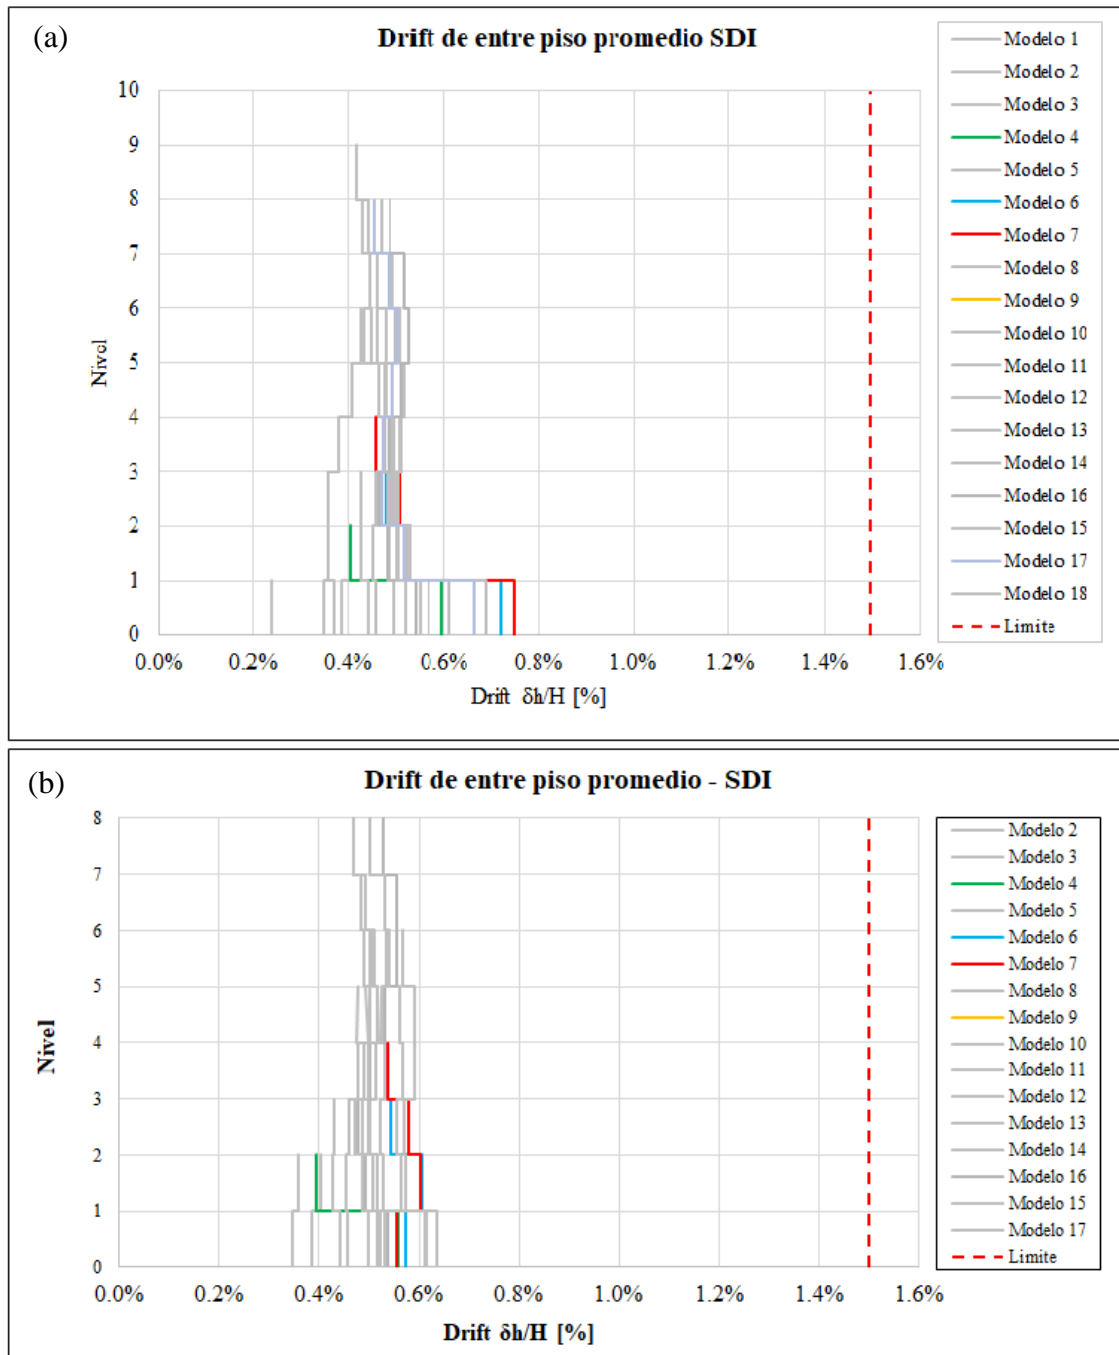 (a)
Drift de entre piso promedio SDI
Nivel
10
9
8
7
6
5
4
3
2
1
0
0.0%
0.2%
0.4%
0.6%
0.8%
1.0%
1.2%
1.4%
1.6%
Drift δh/H [%]
Modelo 1
Modelo 2
Modelo 3
Modelo 4
Modelo 5
Modelo 6
Modelo 7
Modelo 8
Modelo 9
Modelo 10
Modelo 11
Modelo 12
Modelo 13
Modelo 14
Modelo 16
Modelo 15
Modelo 17
Modelo 18
Limite
(b)
Drift de entre piso promedio - SDI
Nivel
8
7
6
5
4
3
2
1
0
0.0%
0.2%
0.4%
0.6%
0.8%
1.0%
1.2%
1.4%
1.6%
Drift δh/H [%]
Modelo 2
Modelo 3
Modelo 4
Modelo 5
Modelo 6
Modelo 7
Modelo 8
Modelo 9
Modelo 10
Modelo 11
Modelo 12
Modelo 13
Modelo 14
Modelo 16
Modelo 15
Modelo 17
Limite